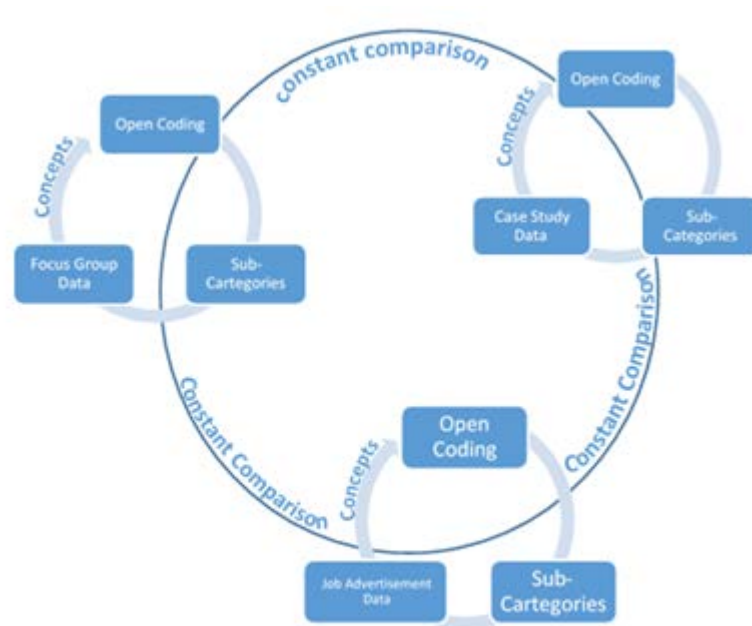 constant comparison
Open Coding
Concepts
Case Study
Data
Sub-
Categories
Open Coding
Concepts
Focus Group
Data
Sub-
Cartegories
Constant Comparison
Constant Comparison
Open
Coding
Concepts
Job Advertisement
Data
Sub-
Cartegories